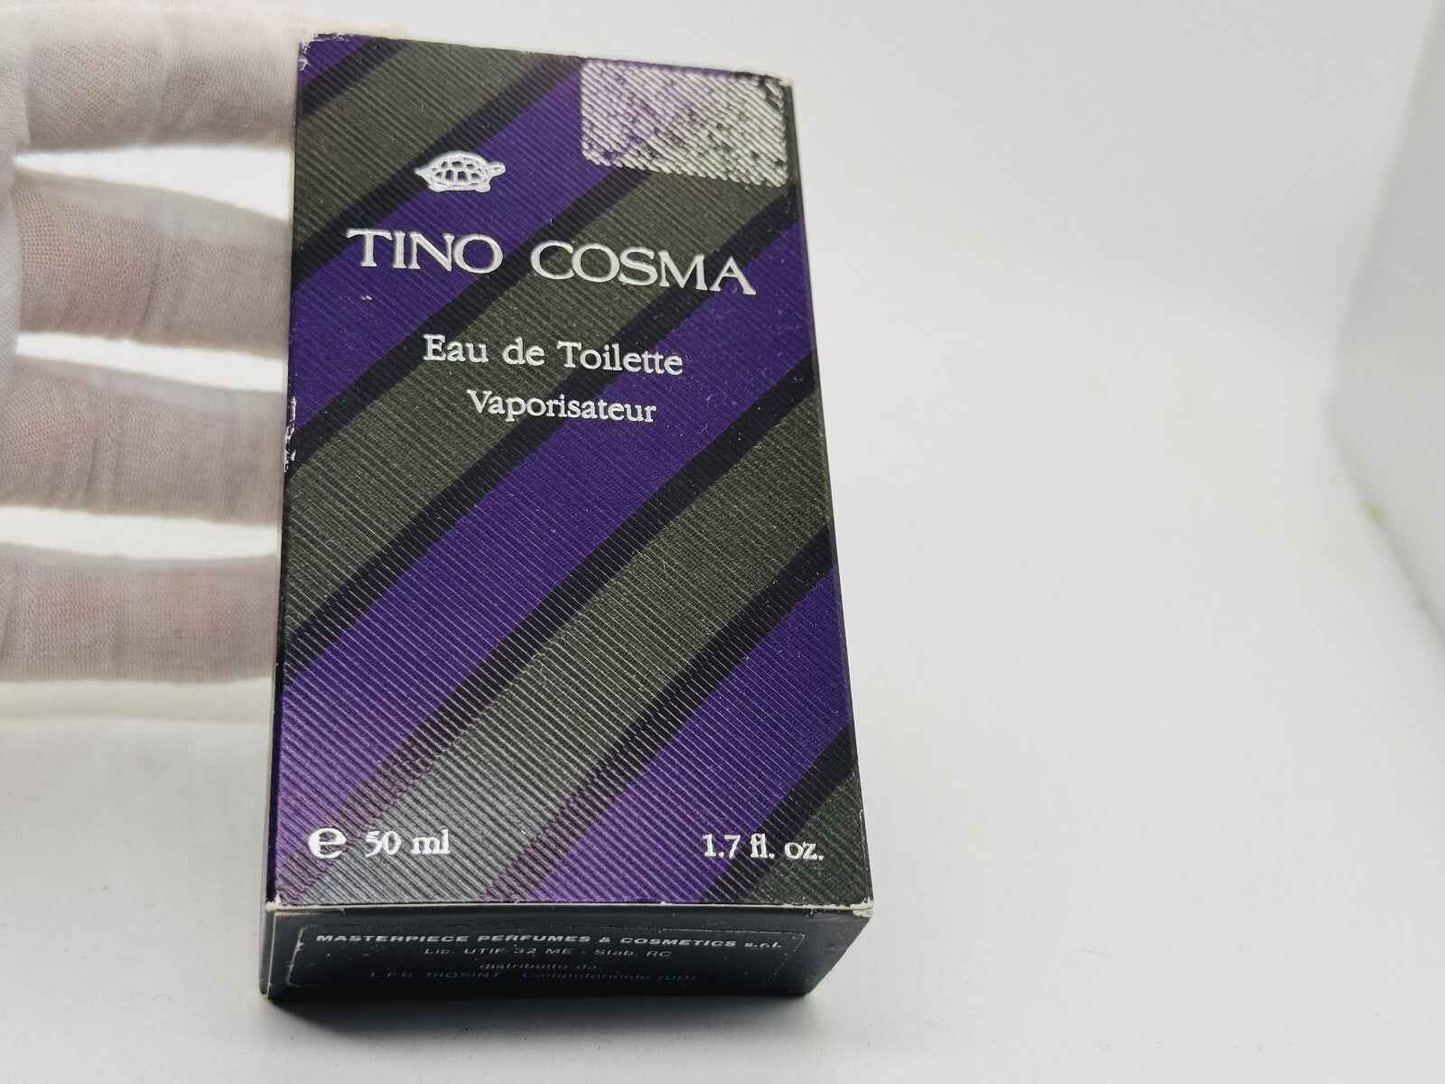 TINO COSMA
Eau de Toilette
Vaporisateur
e 50 ml
1.7 fl. oz.
MASTERPIECE PERFUMES & COSMETICS s.r.l.
Lic. UTIF 32 ME - Stab. RC
distribuito da